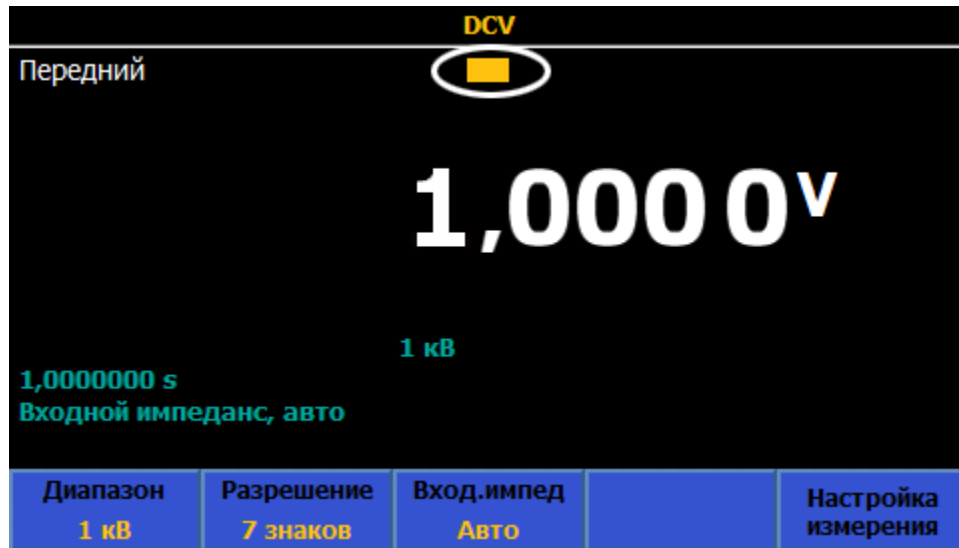 DCV
Передний
1,000 0 V
1 кВ
1,0000000 s
Входной импеданс, авто
Диапазон
1 кВ
Разрешение
7 знаков
Вход.импед
Авто
Настройка
измерения